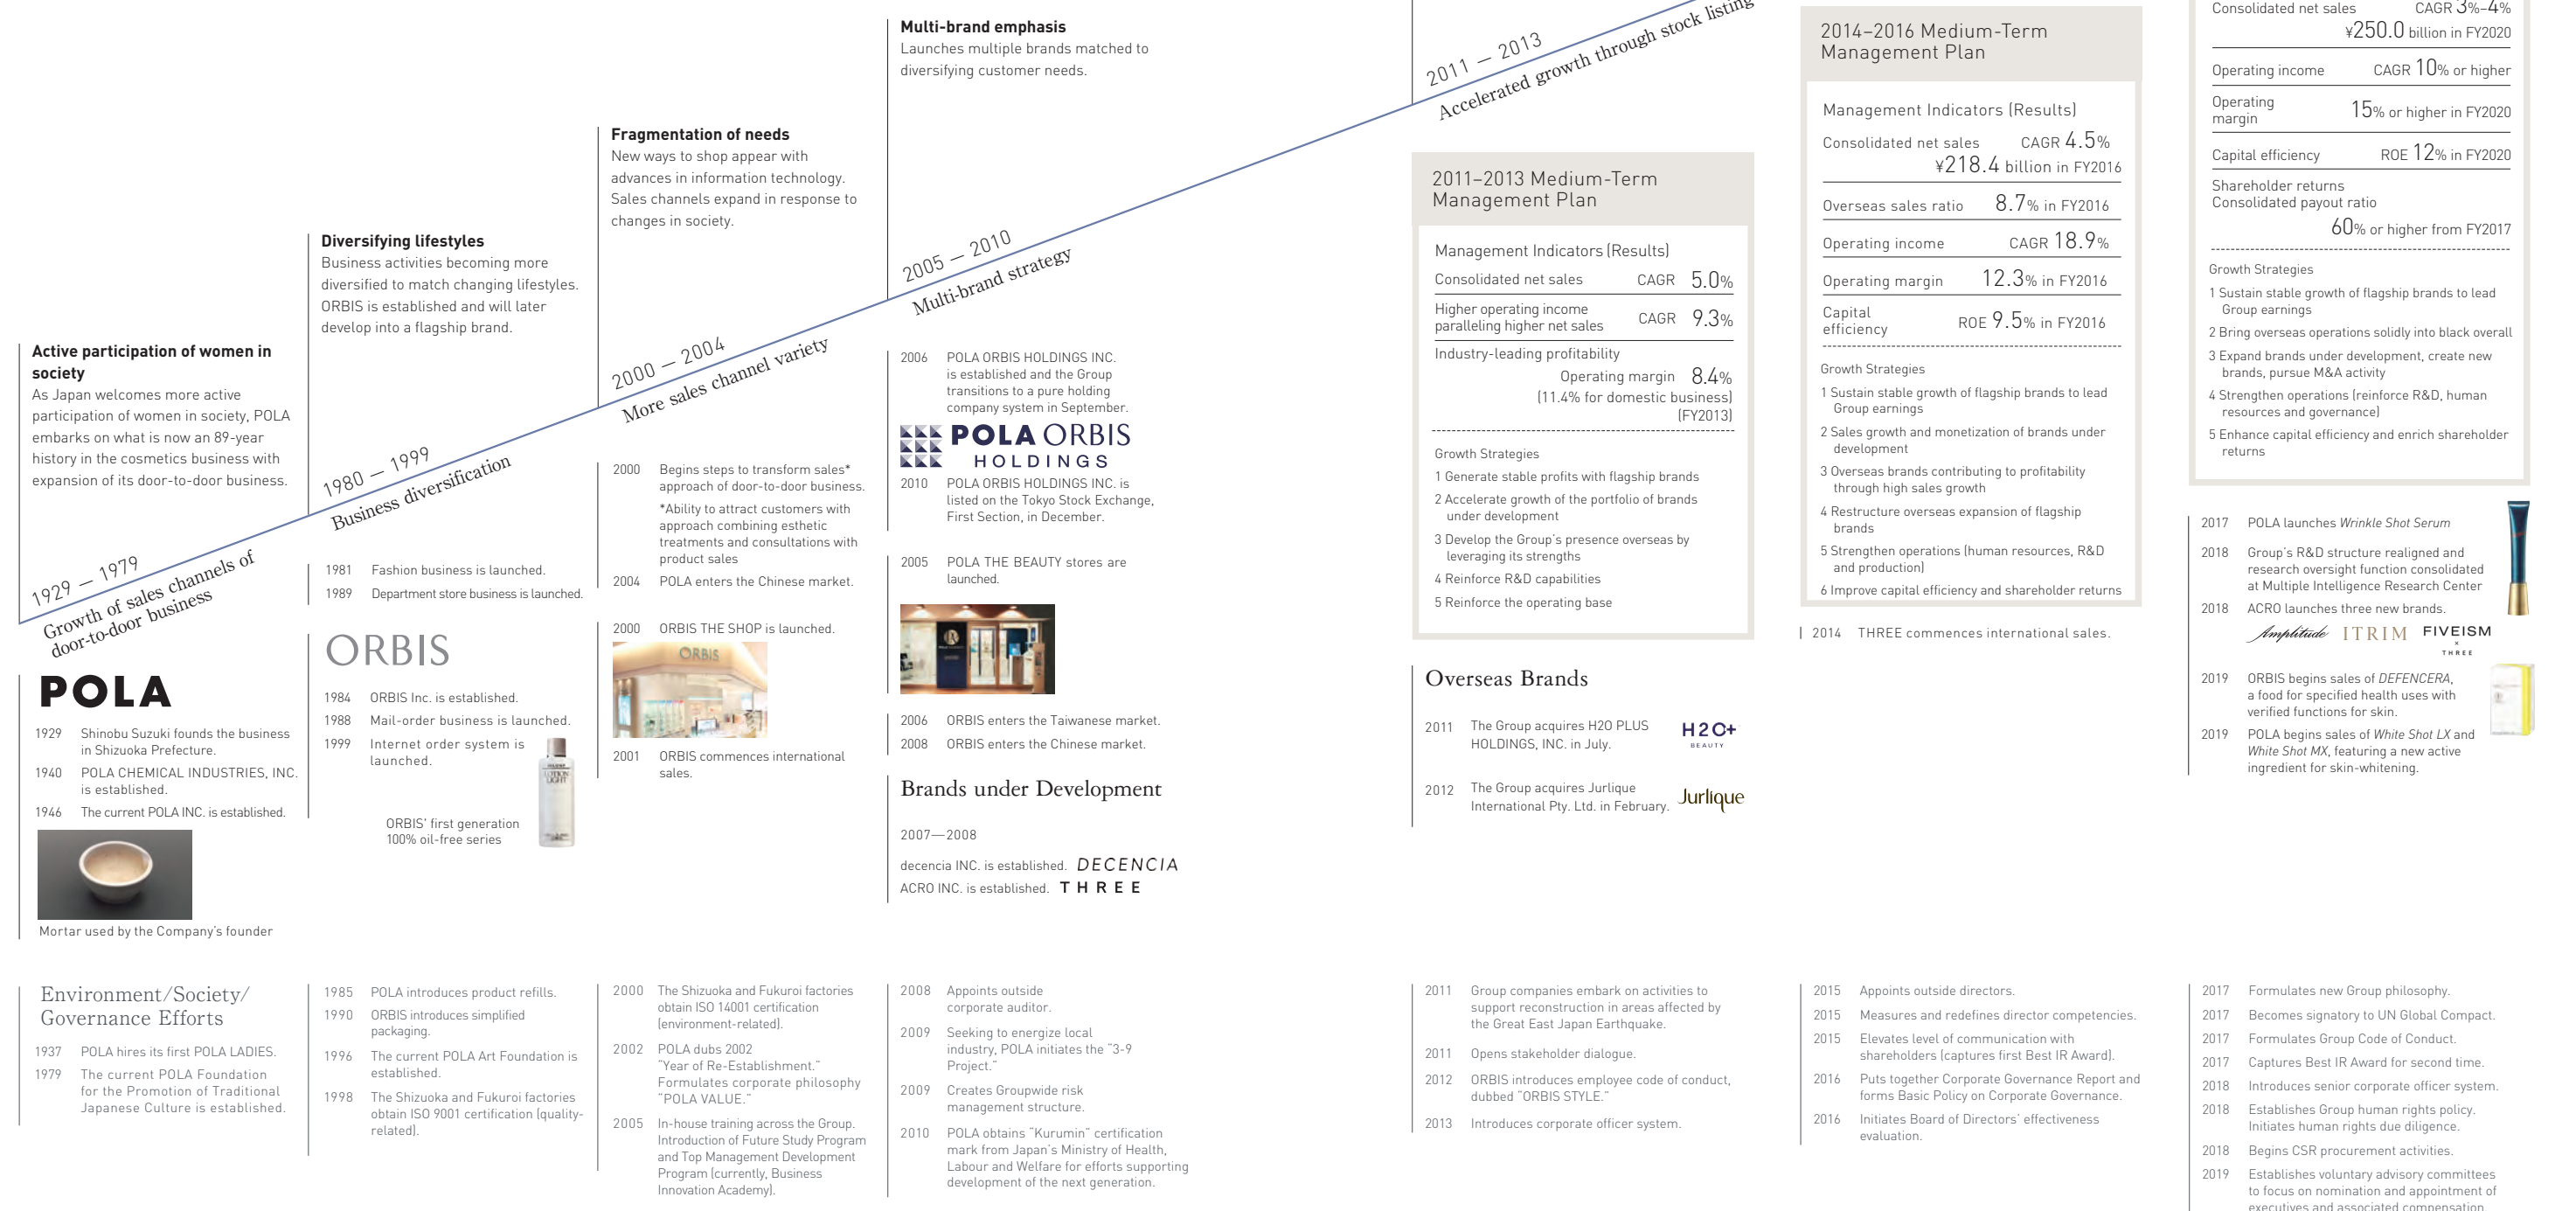 Active participation of women in
society
As Japan welcomes more active
participation of women in society, POLA
embarks on what is now an 89-year
history in the cosmetics business with
expansion of its door-to-door business.
1929 — 1979
Growth of sales channels of
door-to-door business
POLA
1929 Shinobu Suzuki founds the business
in Shizuoka Prefecture.
1940 POLA CHEMICAL INDUSTRIES, INC.
is established.
1946 The current POLA INC. is established.
Mortar used by the Company's founder
Environment/Society/
Governance Efforts
1937 POLA hires its first POLA LADIES.
1979 The current POLA Foundation
for the Promotion of Traditional
Japanese Culture is established.
Diversifying lifestyles
Business activities becoming more
diversified to match changing lifestyles.
ORBIS is established and will later
develop into a flagship brand.
1980 — 1999
Business diversification
1981 Fashion business is launched.
1989 Department store business is launched.
ORBIS
1984 ORBIS Inc. is established.
1988 Mail-order business is launched.
1999 Internet order system is
launched.
LOTION
LIGHT
ORBIS' first generation
100% oil-free series
1985 POLA introduces product refills.
1990 ORBIS introduces simplified
packaging.
1996 The current POLA Art Foundation is
established.
1998 The Shizuoka and Fukuroi factories
obtain ISO 9001 certification (quality-
related).
Fragmentation of needs
New ways to shop appear with
advances in information technology.
Sales channels expand in response to
changes in society.
2000 — 2004
More sales channel variety
2000 Begins steps to transform sales*
approach of door-to-door business.
*Ability to attract customers with
approach combining esthetic
treatments and consultations with
product sales
2004 POLA enters the Chinese market.
2000 ORBIS THE SHOP is launched.
ORBIS
2001 ORBIS commences international
sales.
2000 The Shizuoka and Fukuroi factories
obtain ISO 14001 certification
(environment-related).
2002 POLA dubs 2002
"Year of Re-Establishment."
Formulates corporate philosophy
"POLA VALUE."
2005 In-house training across the Group.
Introduction of Future Study Program
and Top Management Development
Program (currently, Business
Innovation Academy).
Multi-brand emphasis
Launches multiple brands matched to
diversifying customer needs.
2005 — 2010
Multi-brand strategy
2006 POLA ORBIS HOLDINGS INC.
is established and the Group
transitions to a pure holding
company system in September.
POLA ORBIS
HOLDINGS
2010 POLA ORBIS HOLDINGS INC. is
listed on the Tokyo Stock Exchange,
First Section, in December.
2005 POLA THE BEAUTY stores are
launched.
2006 ORBIS enters the Taiwanese market.
2008 ORBIS enters the Chinese market.
Brands under Development
2007—2008
decencia INC. is established. DECENCIA
ACRO INC. is established. THREE
2008 Appoints outside
corporate auditor.
2009 Seeking to energize local
industry, POLA initiates the "3-9
Project."
2009 Creates Groupwide risk
management structure.
2010 POLA obtains "Kurumin" certification
mark from Japan's Ministry of Health,
Labour and Welfare for efforts supporting
development of the next generation.
2011 — 2013
Accelerated growth through stock listing
2011–2013 Medium-Term
Management Plan
Management Indicators (Results)
Consolidated net sales CAGR 5.0%
Higher operating income
paralleling higher net sales CAGR 9.3%
Industry-leading profitability
Operating margin 8.4%
(11.4% for domestic business)
(FY2013)
Growth Strategies
1 Generate stable profits with flagship brands
2 Accelerate growth of the portfolio of brands
under development
3 Develop the Group's presence overseas by
leveraging its strengths
4 Reinforce R&D capabilities
5 Reinforce the operating base
Overseas Brands
2011 The Group acquires H2O PLUS
HOLDINGS, INC. in July.
H2O+
BEAUTY
2012 The Group acquires Jurlique
International Pty. Ltd. in February.
Jurlique
2011 Group companies embark on activities to
support reconstruction in areas affected by
the Great East Japan Earthquake.
2011 Opens stakeholder dialogue.
2012 ORBIS introduces employee code of conduct,
dubbed "ORBIS STYLE."
2013 Introduces corporate officer system.
2014–2016 Medium-Term
Management Plan
Management Indicators (Results)
Consolidated net sales CAGR 4.5%
¥218.4 billion in FY2016
Overseas sales ratio 8.7% in FY2016
Operating income CAGR 18.9%
Operating margin 12.3% in FY2016
Capital
efficiency ROE 9.5% in FY2016
Growth Strategies
1 Sustain stable growth of flagship brands to lead
Group earnings
2 Sales growth and monetization of brands under
development
3 Overseas brands contributing to profitability
through high sales growth
4 Restructure overseas expansion of flagship
brands
5 Strengthen operations (human resources, R&D
and production)
6 Improve capital efficiency and shareholder returns
2014 THREE commences international sales.
2015 Appoints outside directors.
2015 Measures and redefines director competencies.
2015 Elevates level of communication with
shareholders (captures first Best IR Award).
2016 Puts together Corporate Governance Report and
forms Basic Policy on Corporate Governance.
2016 Initiates Board of Directors' effectiveness
evaluation.
Consolidated net sales CAGR 3%–4%
¥250.0 billion in FY2020
Operating income CAGR 10% or higher
Operating
margin 15% or higher in FY2020
Capital efficiency ROE 12% in FY2020
Shareholder returns
Consolidated payout ratio
60% or higher from FY2017
Growth Strategies
1 Sustain stable growth of flagship brands to lead
Group earnings
2 Bring overseas operations solidly into black overall
3 Expand brands under development, create new
brands, pursue M&A activity
4 Strengthen operations (reinforce R&D, human
resources and governance)
5 Enhance capital efficiency and enrich shareholder
returns
2017 POLA launches Wrinkle Shot Serum
2018 Group's R&D structure realigned and
research oversight function consolidated
at Multiple Intelligence Research Center
2018 ACRO launches three new brands.
Amplitude ITRIM FIVEISM
×
THREE
2019 ORBIS begins sales of DEFENCERA,
a food for specified health uses with
verified functions for skin.
2019 POLA begins sales of White Shot LX and
White Shot MX, featuring a new active
ingredient for skin-whitening.
2017 Formulates new Group philosophy.
2017 Becomes signatory to UN Global Compact.
2017 Formulates Group Code of Conduct.
2017 Captures Best IR Award for second time.
2018 Introduces senior corporate officer system.
2018 Establishes Group human rights policy.
Initiates human rights due diligence.
2018 Begins CSR procurement activities.
2019 Establishes voluntary advisory committees
to focus on nomination and appointment of
executives and associated compensation